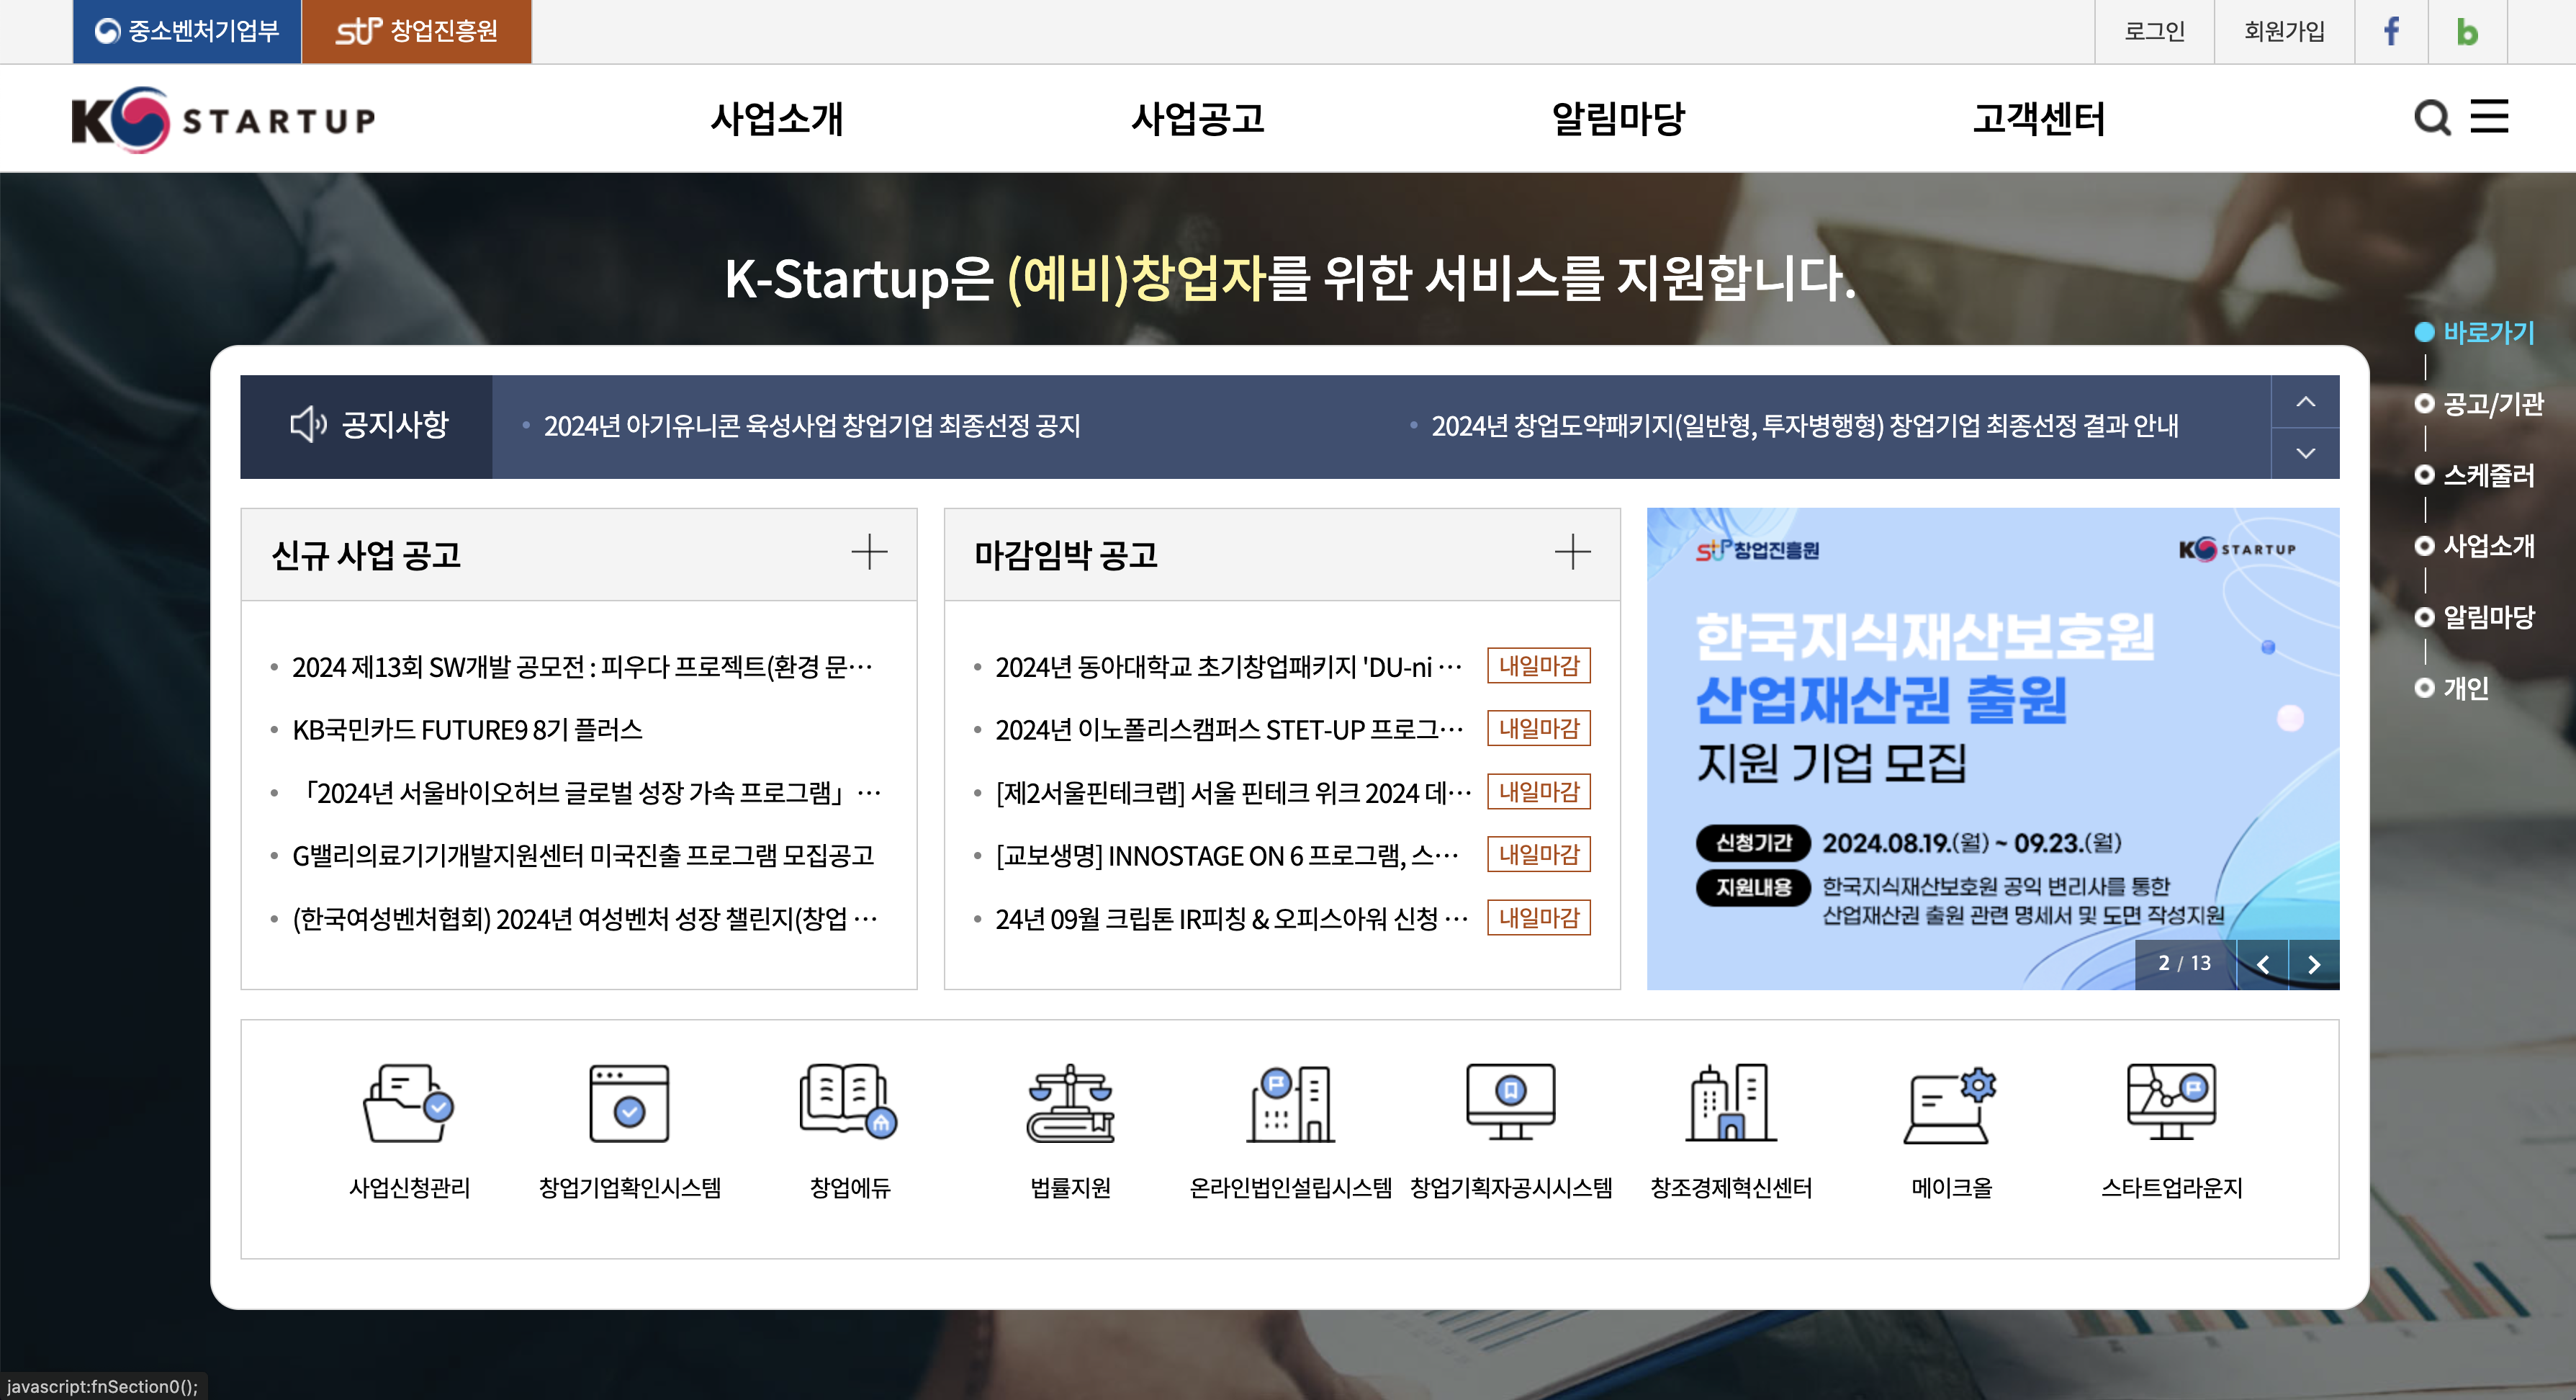 중소벤처기업부
창업진흥원
로그인
회원가입
K STARTUP
사업소개
사업공고
알림마당
고객센터
K-Startup은 (예비)창업자를 위한 서비스를 지원합니다.
바로가기
공고/기관
스케줄러
사업소개
알림마당
개인
공지사항
2024년 아기유니콘 육성사업 창업기업 최종선정 공지
2024년 창업도약패키지(일반형, 투자병행형) 창업기업 최종선정 결과 안내
신규 사업 공고
2024 제13회 SW개발 공모전 : 피우다 프로젝트(환경 문…
KB국민카드 FUTURE9 8기 플러스
「2024년 서울바이오허브 글로벌 성장 가속 프로그램」 …
G밸리의료기기개발지원센터 미국진출 프로그램 모집공고
(한국여성벤처협회) 2024년 여성벤처 성장 챌린지(창업 …
마감임박 공고
2024년 동아대학교 초기창업패키지 'DU-ni … 내일마감
2024년 이노폴리스캠퍼스 STET-UP 프로그… 내일마감
[제2서울핀테크랩] 서울 핀테크 위크 2024 데… 내일마감
[교보생명] INNOSTAGE ON 6 프로그램, 스… 내일마감
24년 09월 크립톤 IR피칭 & 오피스아워 신청 … 내일마감
창업진흥원
K STARTUP
한국지식재산보호원
산업재산권 출원
지원 기업 모집
신청기간 2024.08.19.(월) ~ 09.23.(월)
지원내용 한국지식재산보호원 공익 변리사를 통한
산업재산권 출원 관련 명세서 및 도면 작성지원
2 / 13
사업신청관리
창업기업확인시스템
창업에듀
법률지원
온라인법인설립시스템
창업기획자공시시스템
창조경제혁신센터
메이크올
스타트업라운지
javascript:fnSection0();